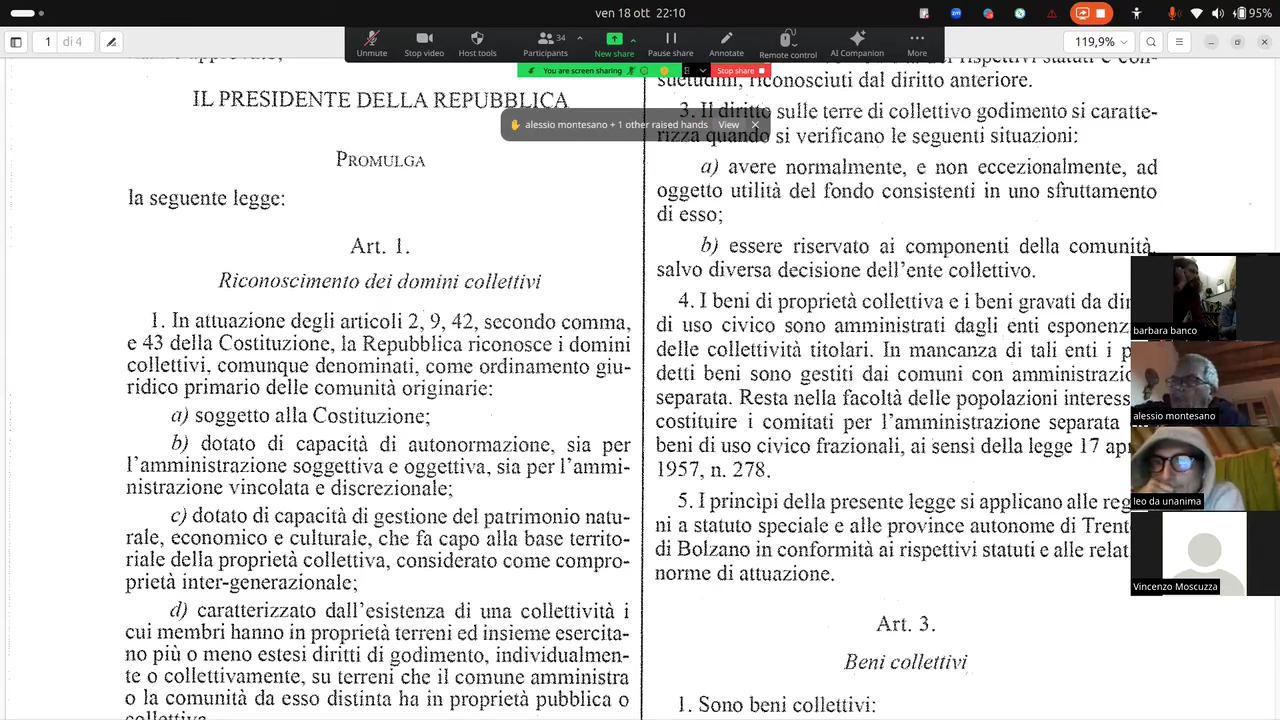 ven 18 ott 22:10
95%
1 di 4
Unmute
Stop video
Host tools
34
Participants
New share
Pause share
Annotate
Remote control
AI Companion
More
119,9%
You are screen sharing
Stop share
alessio montesano + 1 other raised hands View
IL PRESIDENTE DELLA REPUBBLICA
PROMULGA
la seguente legge:
Art. 1.
Riconoscimento dei domini collettivi
1. In attuazione degli articoli 2, 9, 42, secondo comma,
e 43 della Costituzione, la Repubblica riconosce i domini
collettivi, comunque denominati, come ordinamento giu-
ridico primario delle comunità originarie:
a) soggetto alla Costituzione;
b) dotato di capacità di autonormazione, sia per
l'amministrazione soggettiva e oggettiva, sia per l'ammi-
nistrazione vincolata e discrezionale;
c) dotato di capacità di gestione del patrimonio natu-
rale, economico e culturale, che fa capo alla base territo-
riale della proprietà collettiva, considerato come compro-
prietà inter-generazionale;
d) caratterizzato dall'esistenza di una collettività i
cui membri hanno in proprietà terreni ed insieme esercita-
no più o meno estesi diritti di godimento, individualmen-
te o collettivamente, su terreni che il comune amministra
o la comunità da esso distinta ha in proprietà pubblica o
collettiva.
suetudini, riconosciuti dal diritto anteriore.
3. Il diritto sulle terre di collettivo godimento si caratte-
rizza quando si verificano le seguenti situazioni:
a) avere normalmente, e non eccezionalmente, ad
oggetto utilità del fondo consistenti in uno sfruttamento
di esso;
b) essere riservato ai componenti della comunità,
salvo diversa decisione dell'ente collettivo.
4. I beni di proprietà collettiva e i beni gravati da di
di uso civico sono amministrati dagli enti esponenz
delle collettività titolari. In mancanza di tali enti i p
detti beni sono gestiti dai comuni con amministrazio
separata. Resta nella facoltà delle popolazioni interess
costituire i comitati per l'amministrazione separata
beni di uso civico frazionali, ai sensi della legge 17 apr
1957, n. 278.
5. I princìpi della presente legge si applicano alle reg
ni a statuto speciale e alle province autonome di Trent
di Bolzano in conformità ai rispettivi statuti e alle relat
norme di attuazione.
Art. 3.
Beni collettivi
1. Sono beni collettivi:
barbara banco
alessio montesano
leo da unanima
Vincenzo Moscuzza